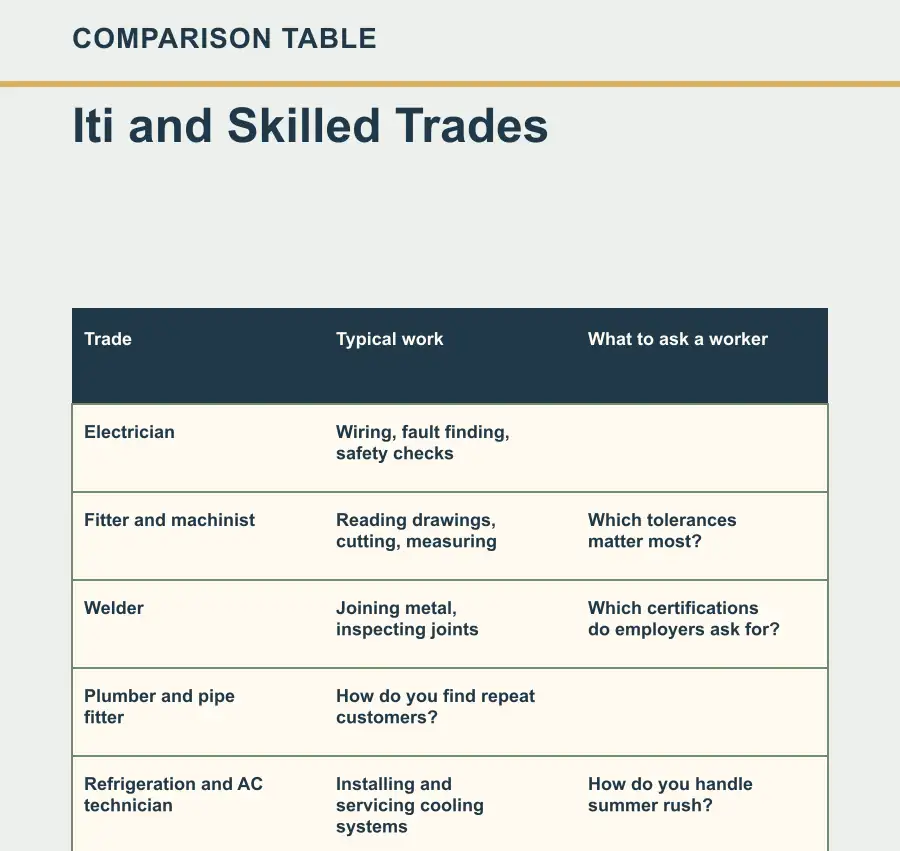 COMPARISON TABLE
Iti and Skilled Trades
Trade Typical work What to ask a worker
Electrician Wiring, fault finding,
safety checks
Fitter and machinist Reading drawings, Which tolerances
cutting, measuring matter most?
Welder Joining metal, Which certifications
inspecting joints do employers ask for?
Plumber and pipe How do you find repeat
fitter customers?
Refrigeration and AC Installing and How do you handle
technician servicing cooling summer rush?
systems